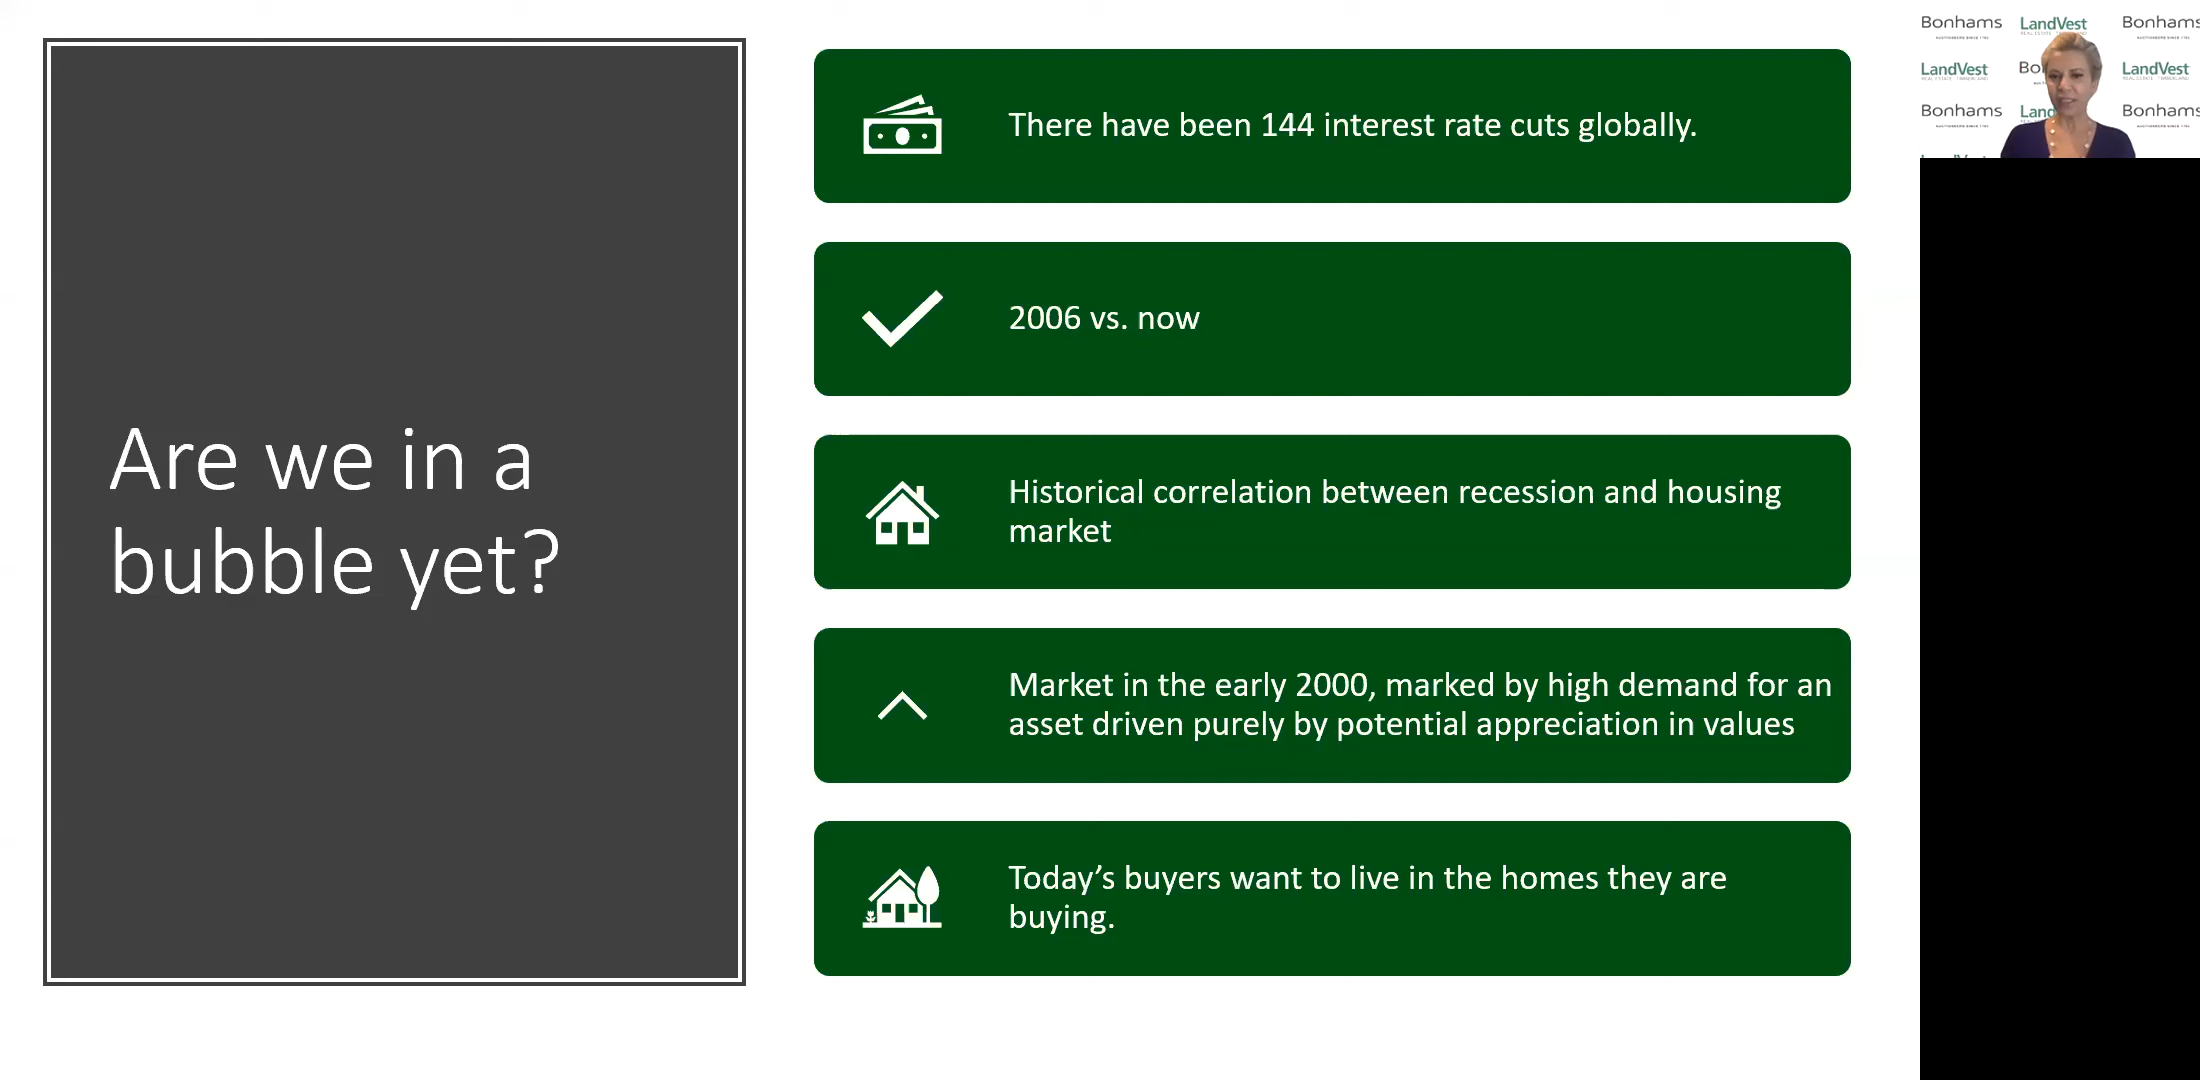 Are we in a
bubble yet?
There have been 144 interest rate cuts globally.
2006 vs. now
Historical correlation between recession and housing
market
Market in the early 2000, marked by high demand for an
asset driven purely by potential appreciation in values
Today’s buyers want to live in the homes they are
buying.
Bonhams LandVest Bonhams
LandVest LandVest
Bonhams Bonhams